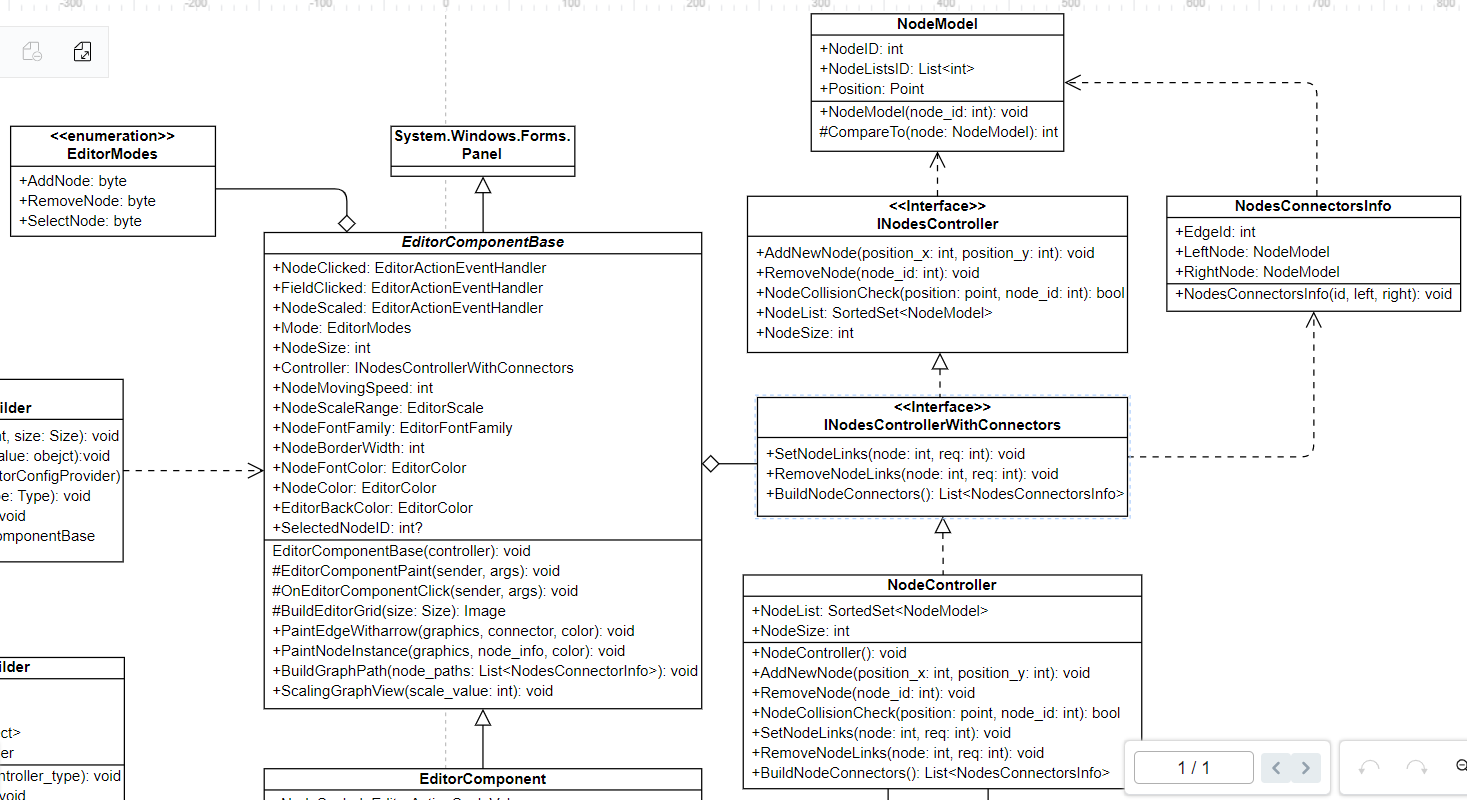 -300 -200 -100 0 100 200 300 400 500 600 700 800
NodeModel
+NodeID: int
+NodeListsID: List<int>
+Position: Point
+NodeModel(node_id: int): void
#CompareTo(node: NodeModel): int
<<enumeration>>
EditorModes
+AddNode: byte
+RemoveNode: byte
+SelectNode: byte
System.Windows.Forms.
Panel
<<Interface>>
INodesController
+AddNewNode(position_x: int, position_y: int): void
+RemoveNode(node_id: int): void
+NodeCollisionCheck(position: point, node_id: int): bool
+NodeList: SortedSet<NodeModel>
+NodeSize: int
NodesConnectorsInfo
+EdgeId: int
+LeftNode: NodeModel
+RightNode: NodeModel
+NodesConnectorsInfo(id, left, right): void
EditorComponentBase
+NodeClicked: EditorActionEventHandler
+FieldClicked: EditorActionEventHandler
+NodeScaled: EditorActionEventHandler
+Mode: EditorModes
+NodeSize: int
+Controller: INodesControllerWithConnectors
+NodeMovingSpeed: int
+NodeScaleRange: EditorScale
+NodeFontFamily: EditorFontFamily
+NodeBorderWidth: int
+NodeFontColor: EditorColor
+NodeColor: EditorColor
+EditorBackColor: EditorColor
+SelectedNodeID: int?
EditorComponentBase(controller): void
#EditorComponentPaint(sender, args): void
#OnEditorComponentClick(sender, args): void
#BuildEditorGrid(size: Size): Image
+PaintEdgeWitharrow(graphics, connector, color): void
+PaintNodeInstance(graphics, node_info, color): void
+BuildGraphPath(node_paths: List<NodesConnectorInfo>): void
+ScalingGraphView(scale_value: int): void
<<Interface>>
INodesControllerWithConnectors
+SetNodeLinks(node: int, req: int): void
+RemoveNodeLinks(node: int, req: int): void
+BuildNodeConnectors(): List<NodesConnectorsInfo>
ilder
nt, size: Size): void
alue: obejct):void
torConfigProvider)
pe: Type): void
void
omponentBase
NodeController
+NodeList: SortedSet<NodeModel>
+NodeSize: int
+NodeController(): void
+AddNewNode(position_x: int, position_y: int): void
+RemoveNode(node_id: int): void
+NodeCollisionCheck(position: point, node_id: int): bool
+SetNodeLinks(node: int, req: int): void
+RemoveNodeLinks(node: int, req: int): void
+BuildNodeConnectors(): List<NodesConnectorsInfo>
ilder
ct>
er
ntroller_type): void
void
EditorComponent
1 / 1